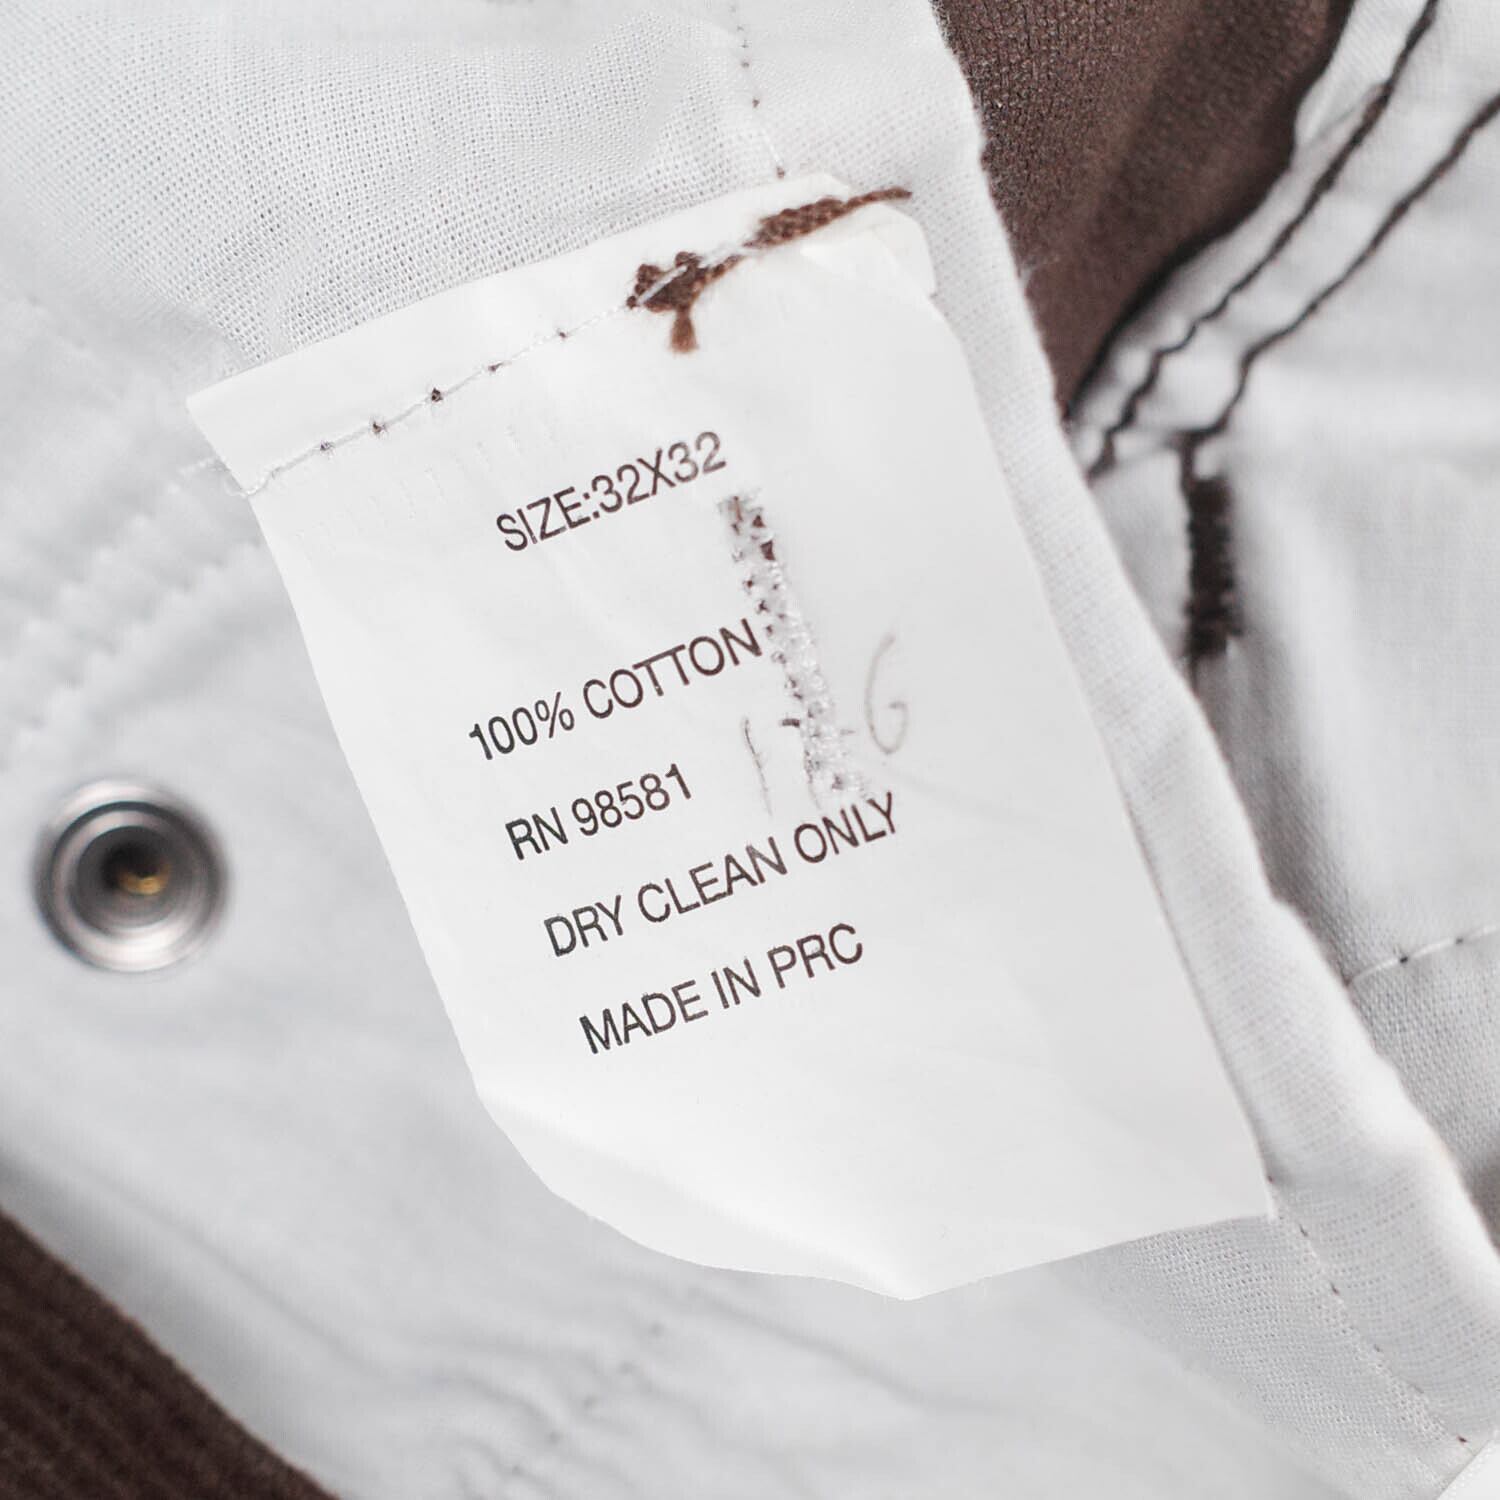 SIZE:32X32
100% COTTON
RN 98581
DRY CLEAN ONLY
MADE IN PRC